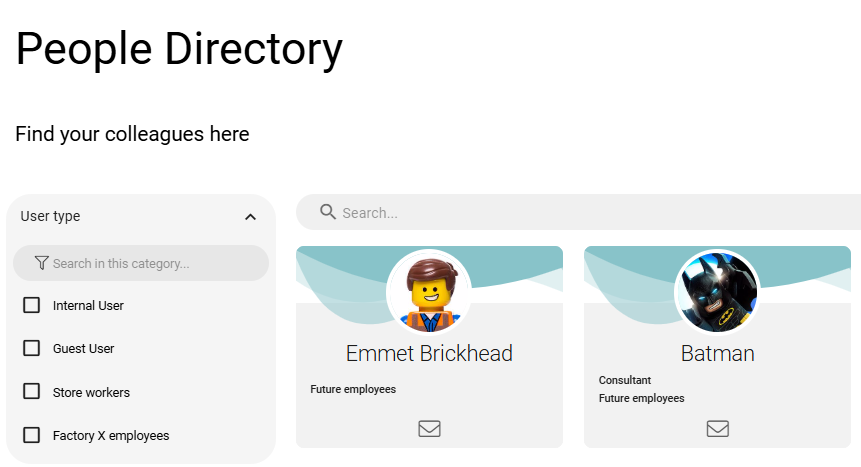 People Directory
Find your colleagues here
User type
Search in this category...
Internal User
Guest User
Store workers
Factory X employees
Search...
Emmet Brickhead
Future employees
Batman
Consultant
Future employees